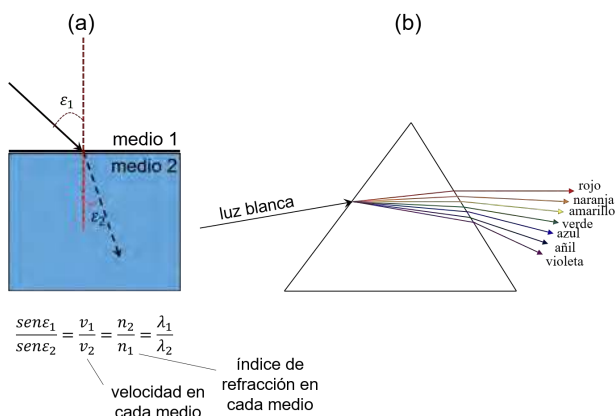 (a)
ε₁
medio 1
medio 2
ε₂
(b)
luz blanca
rojo
naranja
amarillo
verde
azul
añil
violeta
senε₁/senε₂ = v₁/v₂ = n₂/n₁ = λ₁/λ₂
velocidad en
cada medio
índice de
refracción en
cada medio